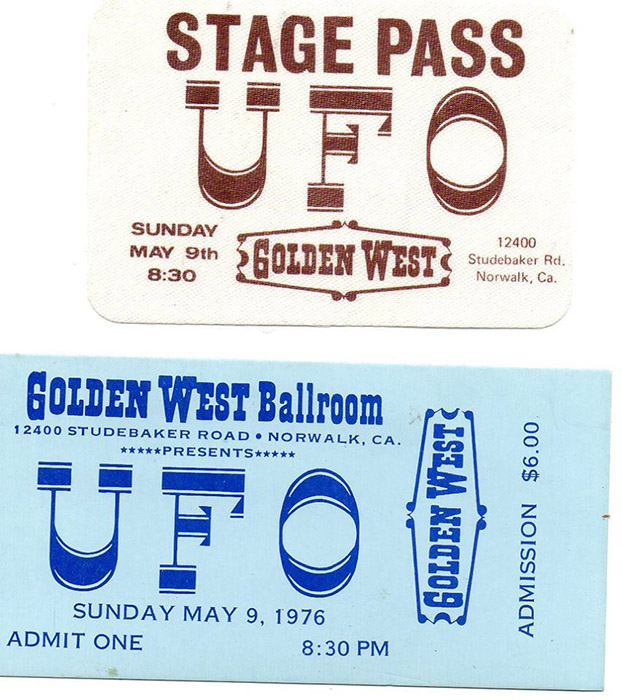 STAGE PASS
UFO
SUNDAY
MAY 9th
8:30
GOLDEN WEST
12400
Studebaker Rd.
Norwalk, Ca.
GOLDEN WEST Ballroom
12400 STUDEBAKER ROAD • NORWALK, CA.
*****PRESENTS*****
UFO
SUNDAY MAY 9, 1976
ADMIT ONE
8:30 PM
GOLDEN WEST
ADMISSION $6.00